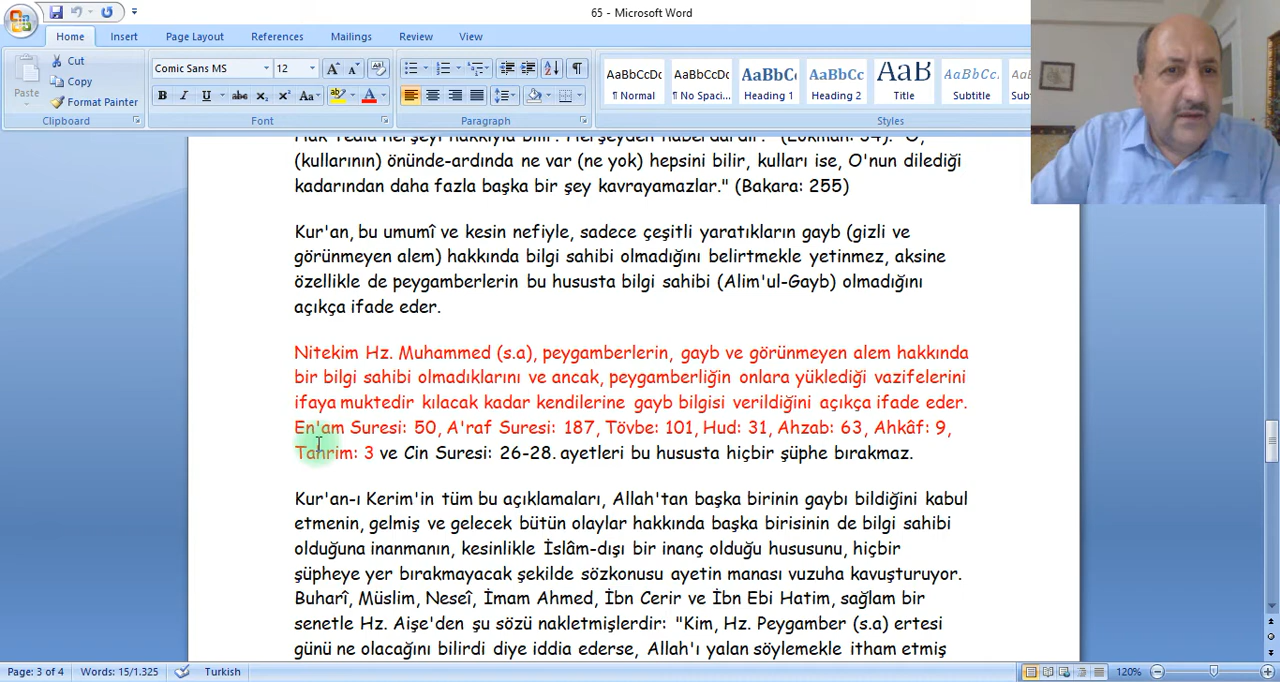 65 - Microsoft Word
Home Insert Page Layout References Mailings Review View
Cut
Copy
Format Painter
Paste
Comic Sans MS 12
AaBbCcDc AaBbCcDc AaBbCc AaBbCc AaB AaBbCc.
¶ Normal ¶ No Spaci... Heading 1 Heading 2 Title Subtitle
Clipboard Font Paragraph Styles
(kullarının) önünde-ardında ne var (ne yok) hepsini bilir, kulları ise, O'nun dilediği
kadarından daha fazla başka bir şey kavrayamazlar." (Bakara: 255)
Kur'an, bu umumî ve kesin nefiyle, sadece çeşitli yaratıkların gayb (gizli ve
görünmeyen alem) hakkında bilgi sahibi olmadığını belirtmekle yetinmez, aksine
özellikle de peygamberlerin bu hususta bilgi sahibi (Alim'ul-Gayb) olmadığını
açıkça ifade eder.
Nitekim Hz. Muhammed (s.a), peygamberlerin, gayb ve görünmeyen alem hakkında
bir bilgi sahibi olmadıklarını ve ancak, peygamberliğin onlara yüklediği vazifelerini
ifaya muktedir kılacak kadar kendilerine gayb bilgisi verildiğini açıkça ifade eder.
En'am Suresi: 50, A'raf Suresi: 187, Tövbe: 101, Hud: 31, Ahzab: 63, Ahkâf: 9,
Tahrim: 3 ve Cin Suresi: 26-28. ayetleri bu hususta hiçbir şüphe bırakmaz.
Kur'an-ı Kerim'in tüm bu açıklamaları, Allah'tan başka birinin gaybı bildiğini kabul
etmenin, gelmiş ve gelecek bütün olaylar hakkında başka birisinin de bilgi sahibi
olduğuna inanmanın, kesinlikle İslâm-dışı bir inanç olduğu hususunu, hiçbir
şüpheye yer bırakmayacak şekilde sözkonusu ayetin manası vuzuha kavuşturuyor.
Buharî, Müslim, Neseî, İmam Ahmed, İbn Cerir ve İbn Ebi Hatim, sağlam bir
senetle Hz. Aişe'den şu sözü nakletmişlerdir: "Kim, Hz. Peygamber (s.a) ertesi
günü ne olacağını bilirdi diye iddia ederse, Allah'ı yalan söylemekle itham etmiş
Page: 3 of 4 Words: 15/1.325 Turkish 120%